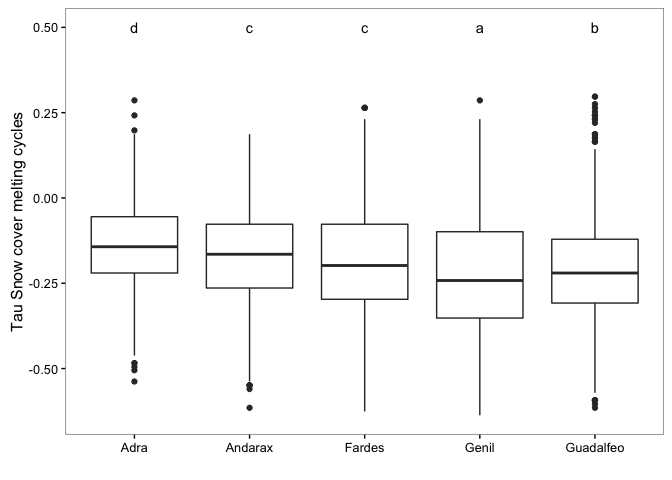 Tau Snow cover melting cycles
0.50
0.25
0.00
-0.25
-0.50
d c c a b
Adra Andarax Fardes Genil Guadalfeo